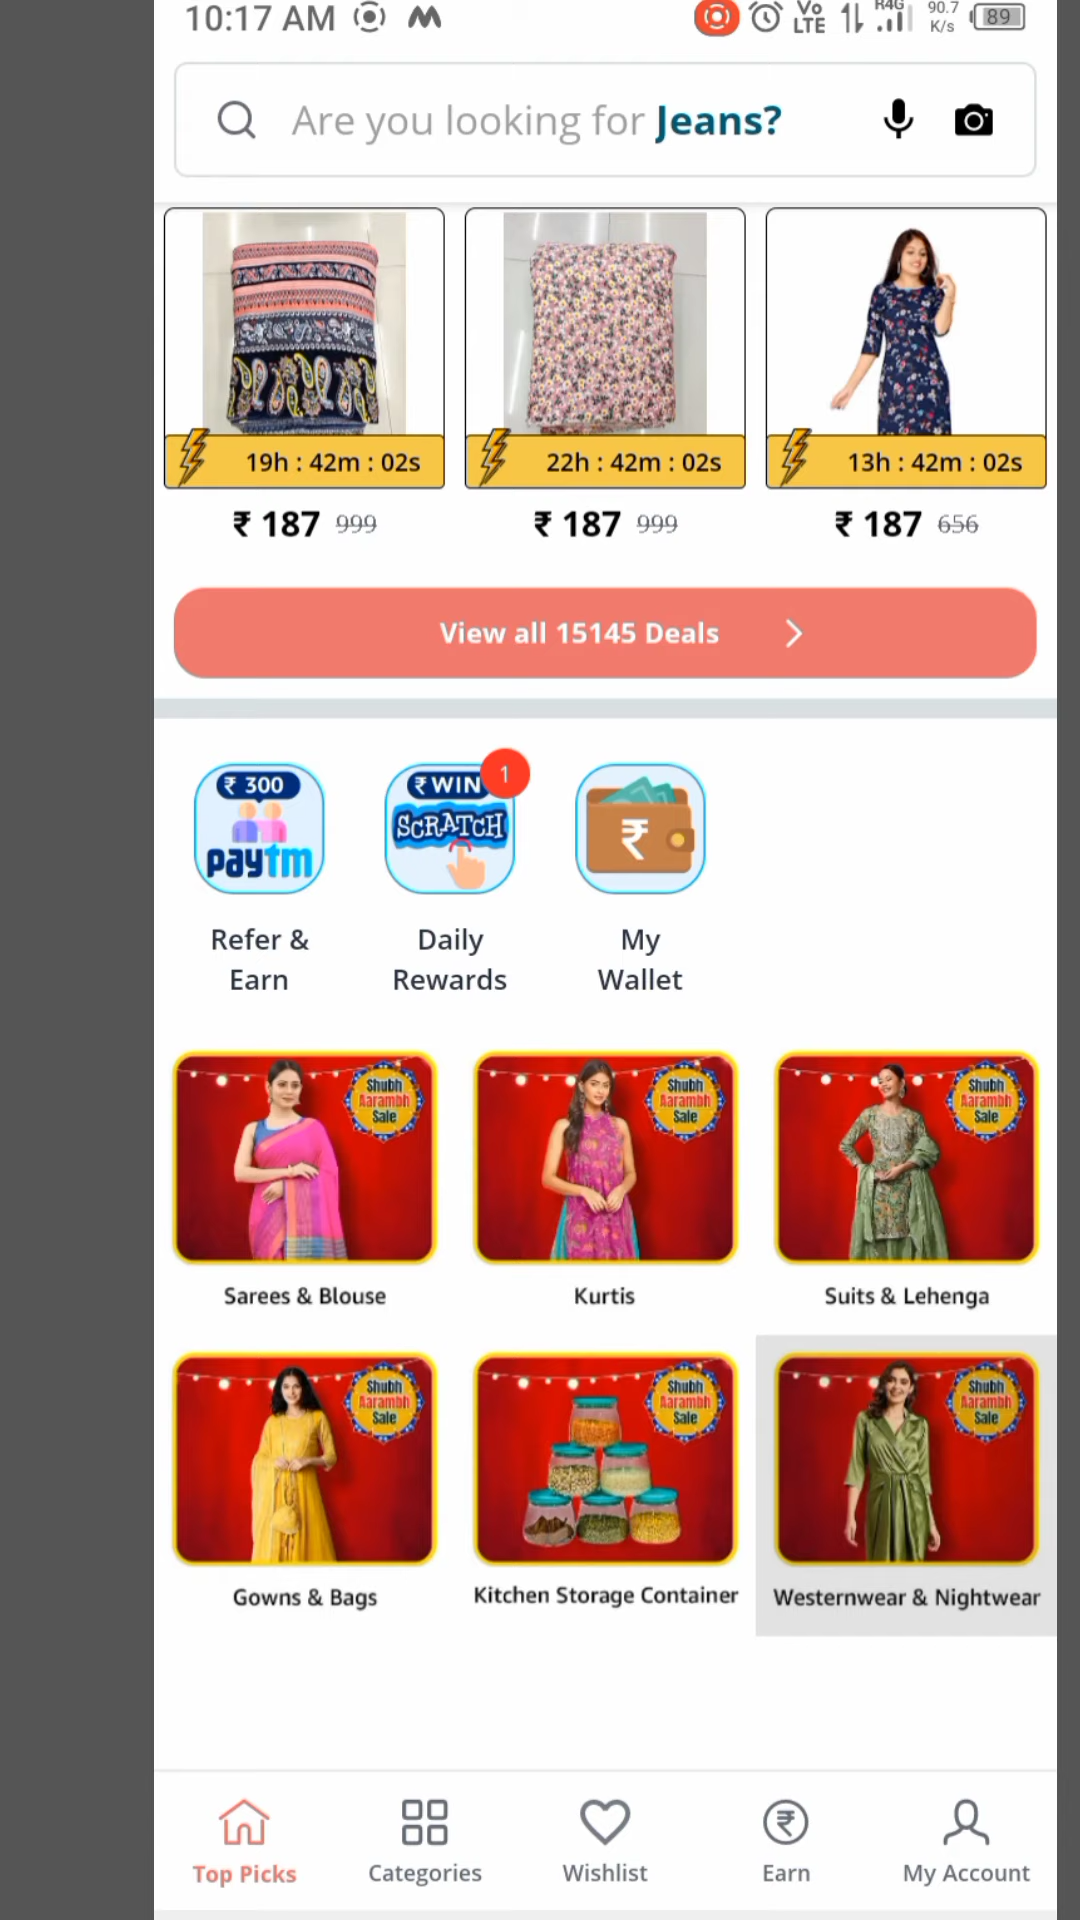 10:17 AM
Vo
LTE
R4G
90.7
K/s
89
Are you looking for Jeans?
19h : 42m : 02s
22h : 42m : 02s
13h : 42m : 02s
₹ 187 999
₹ 187 999
₹ 187 656
View all 15145 Deals
₹ 300
paytm
₹ WIN
1
SCRATCH
₹
Refer &
Earn
Daily
Rewards
My
Wallet
Shubh
Aarambh
Sale
Shubh
Aarambh
Sale
Shubh
Aarambh
Sale
Sarees & Blouse
Kurtis
Suits & Lehenga
Shubh
Aarambh
Sale
Shubh
Aarambh
Sale
Shubh
Aarambh
Sale
Gowns & Bags
Kitchen Storage Container
Westernwear & Nightwear
Top Picks
Categories
Wishlist
₹
Earn
My Account